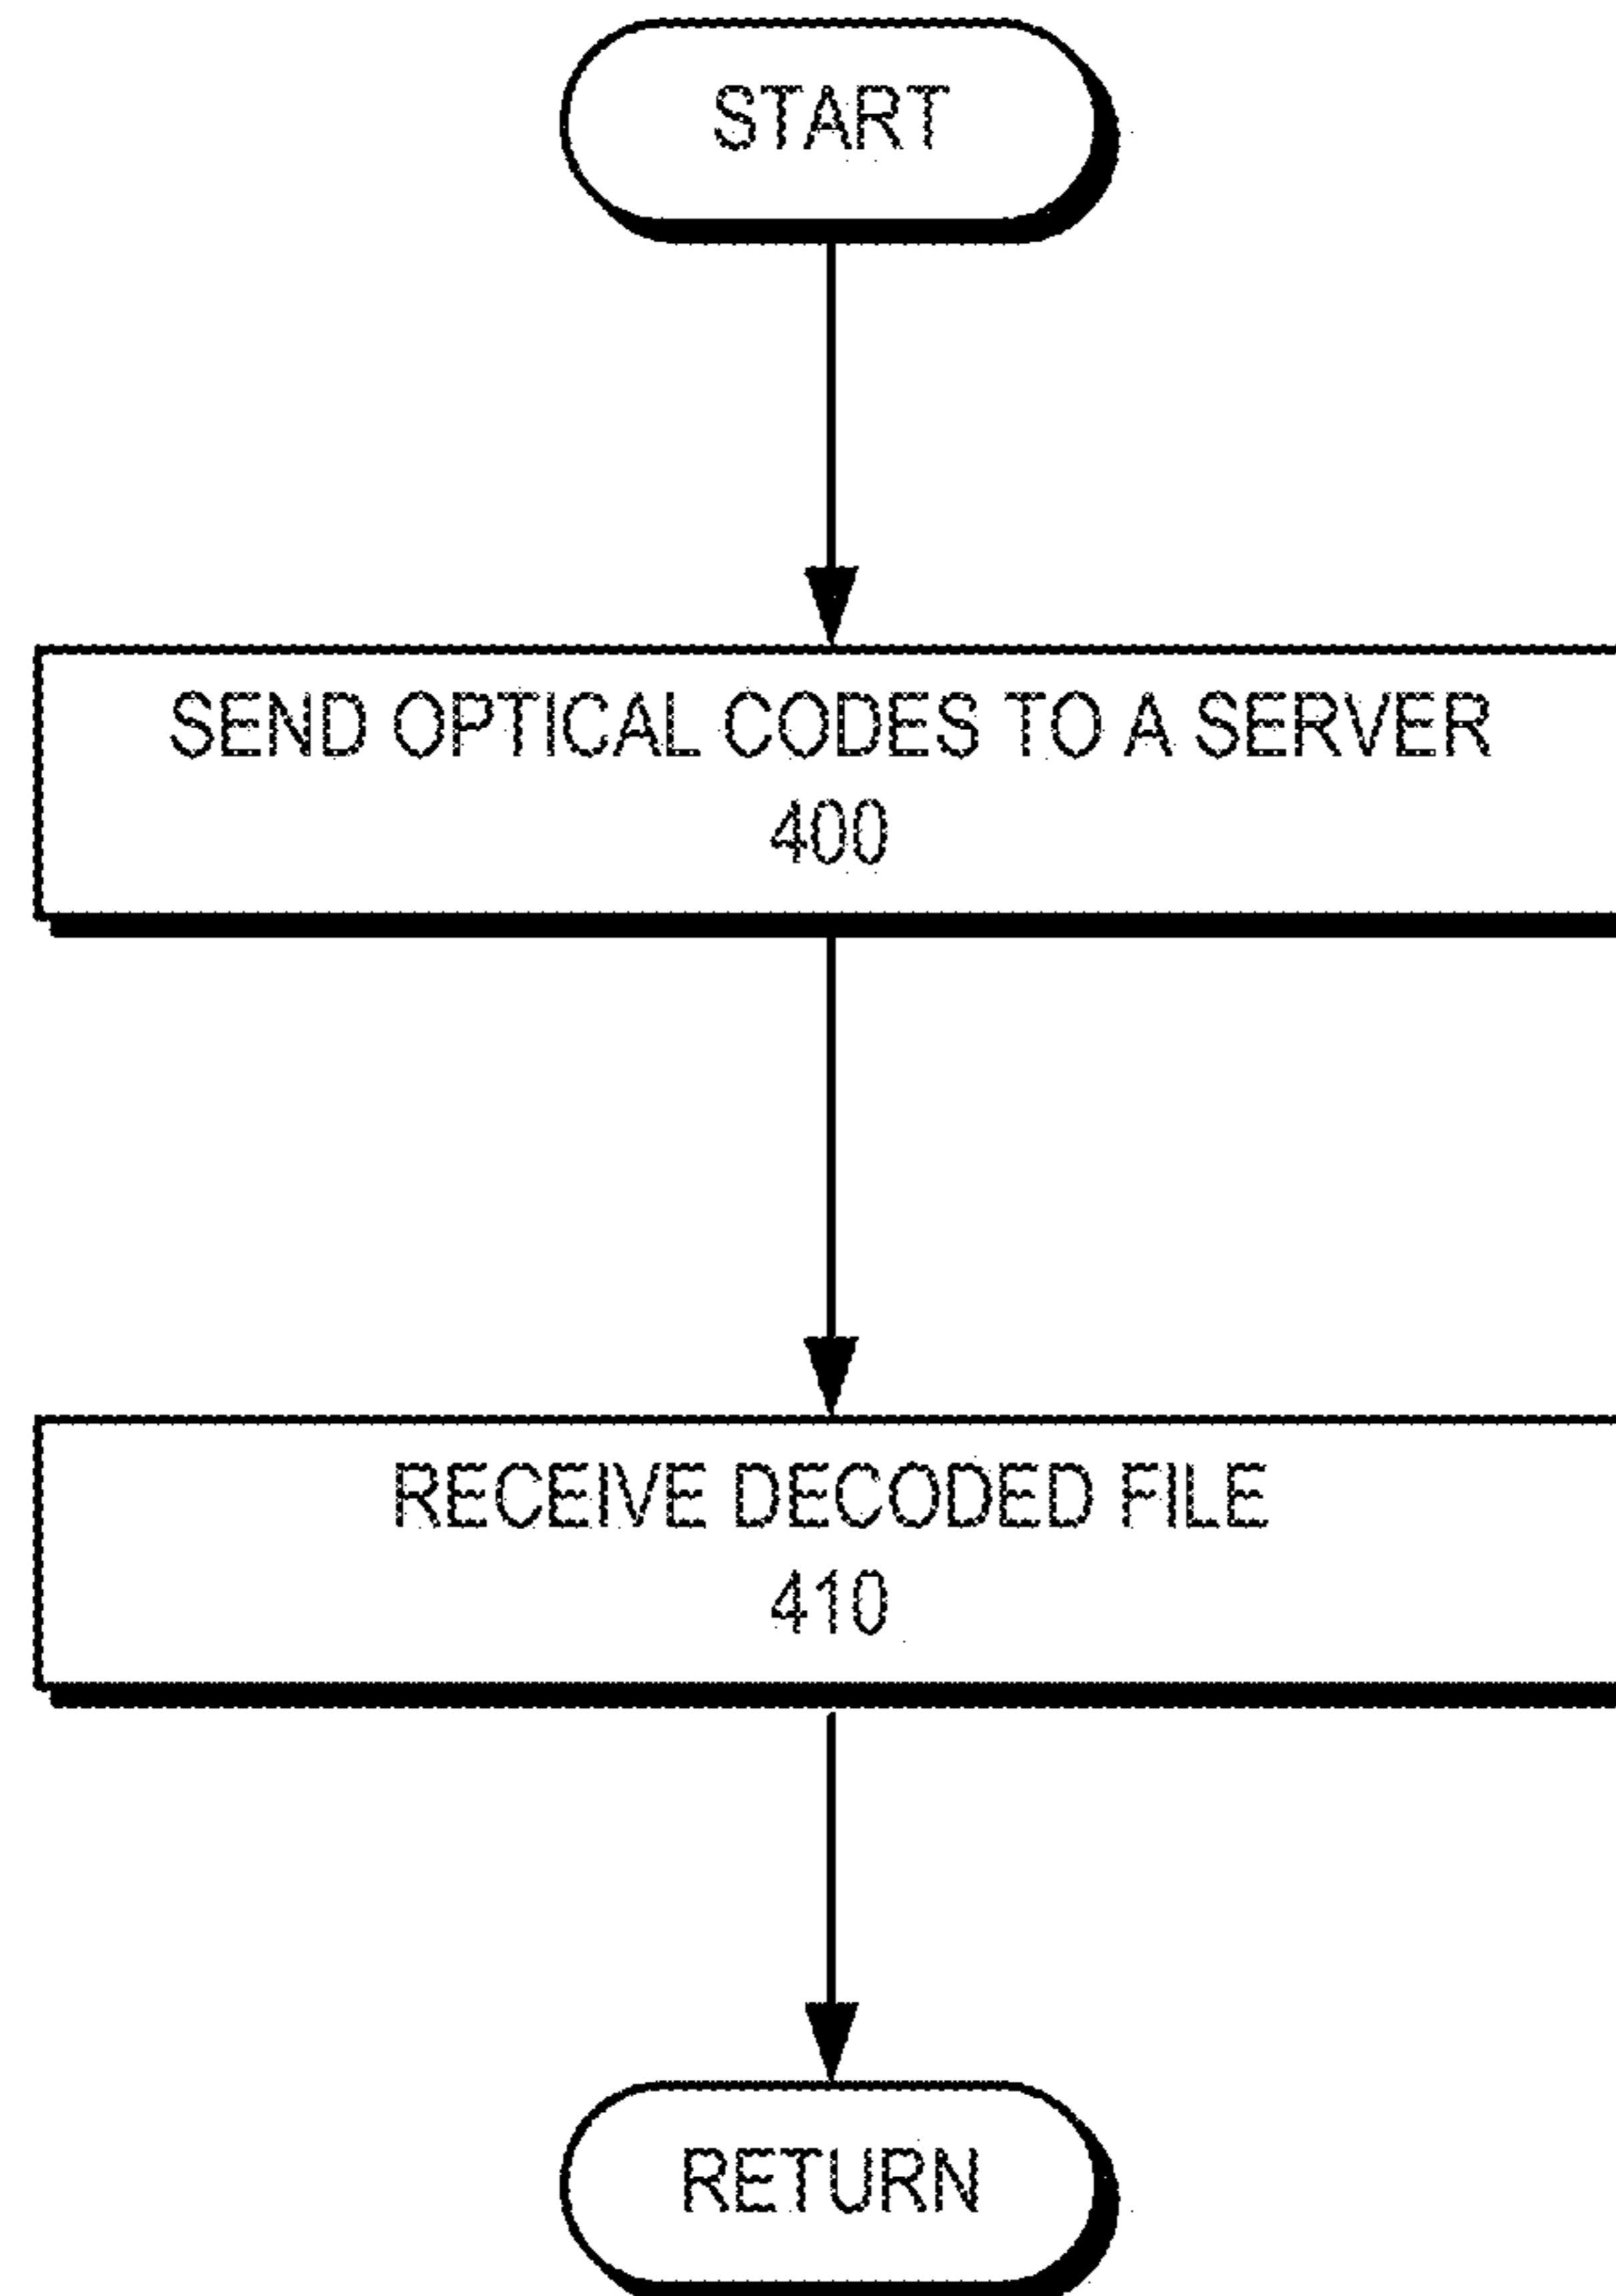 START
SEND OPTICAL CODES TO A SERVER
400
RECEIVE DECODED FILE
410
RETURN